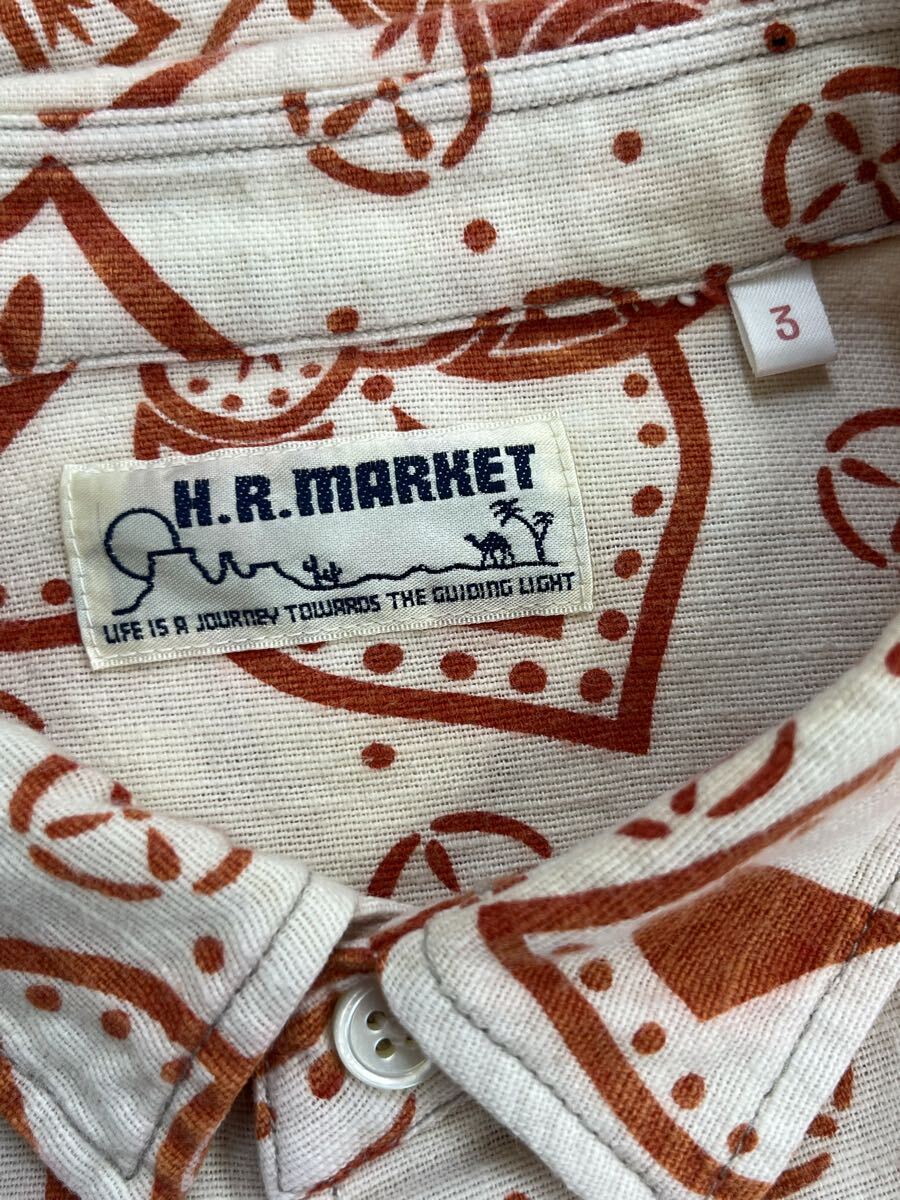 3
H.R.MARKET
LIFE IS A JOURNEY TOWARDS THE GUIDING LIGHT